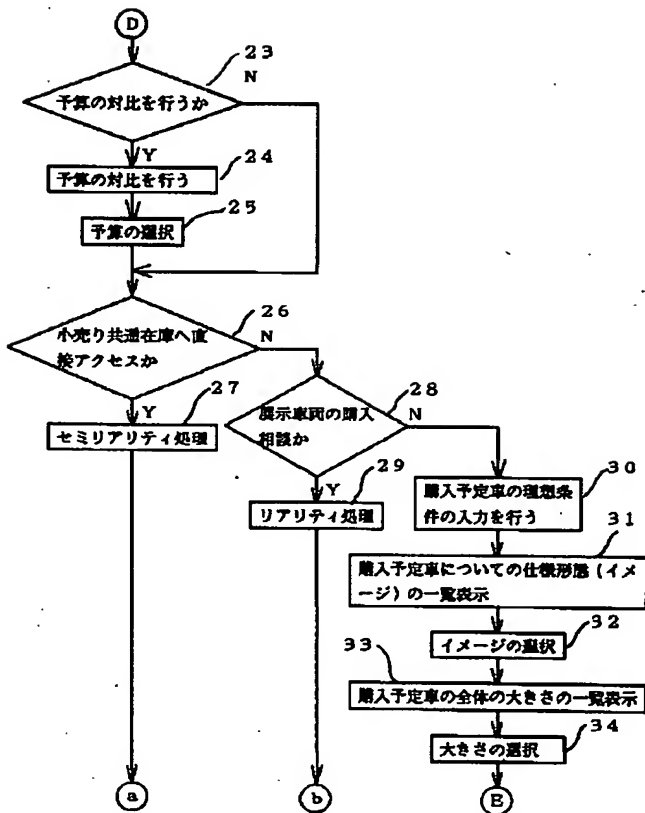 D
23
予算の対比を行うか
N
Y
24
予算の対比を行う
25
予算の選択
26
小売り共通在庫へ直
接アクセスか
N
Y
27
セミリアリティ処理
28
展示車両の購入
相談か
N
Y
29
リアリティ処理
30
購入予定車の理想条
件の入力を行う
31
購入予定車についての仕様形態(イメ
ージ)の一覧表示
32
イメージの選択
33
購入予定車の全体の大きさの一覧表示
34
大きさの選択
a
b
E